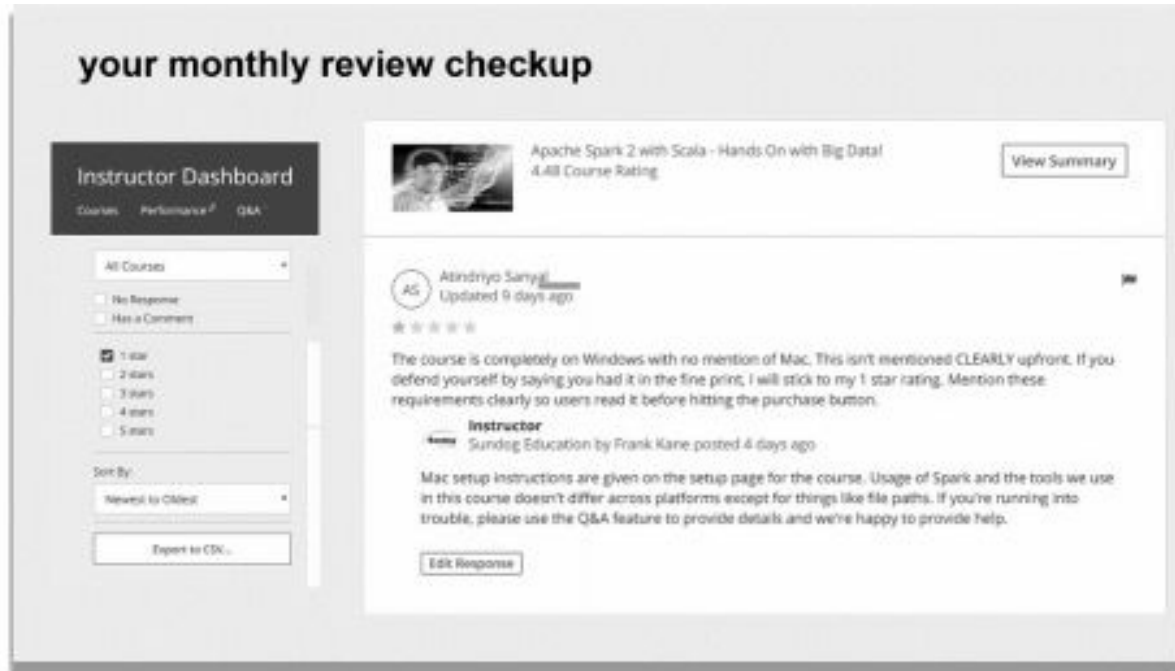 your monthly review checkup
Instructor Dashboard
Courses Performance Q&A
All Courses
No Response
Has a Comment
1 star
2 stars
3 stars
4 stars
5 stars
Sort By:
Newest to Oldest
Export to CSV...
Apache Spark 2 with Scala - Hands On with Big Data!
4.48 Course Rating
View Summary
AS
Atindriyo Sanyal
Updated 9 days ago
The course is completely on Windows with no mention of Mac. This isn't mentioned CLEARLY upfront. If you
defend yourself by saying you had it in the fine print, I will stick to my 1 star rating. Mention these
requirements clearly so users read it before hitting the purchase button.
Instructor
Sundog Education by Frank Kane posted 4 days ago
Mac setup instructions are given on the setup page for the course. Usage of Spark and the tools we use
in this course doesn't differ across platforms except for things like file paths. If you're running into
trouble, please use the Q&A feature to provide details and we're happy to provide help.
Edit Response